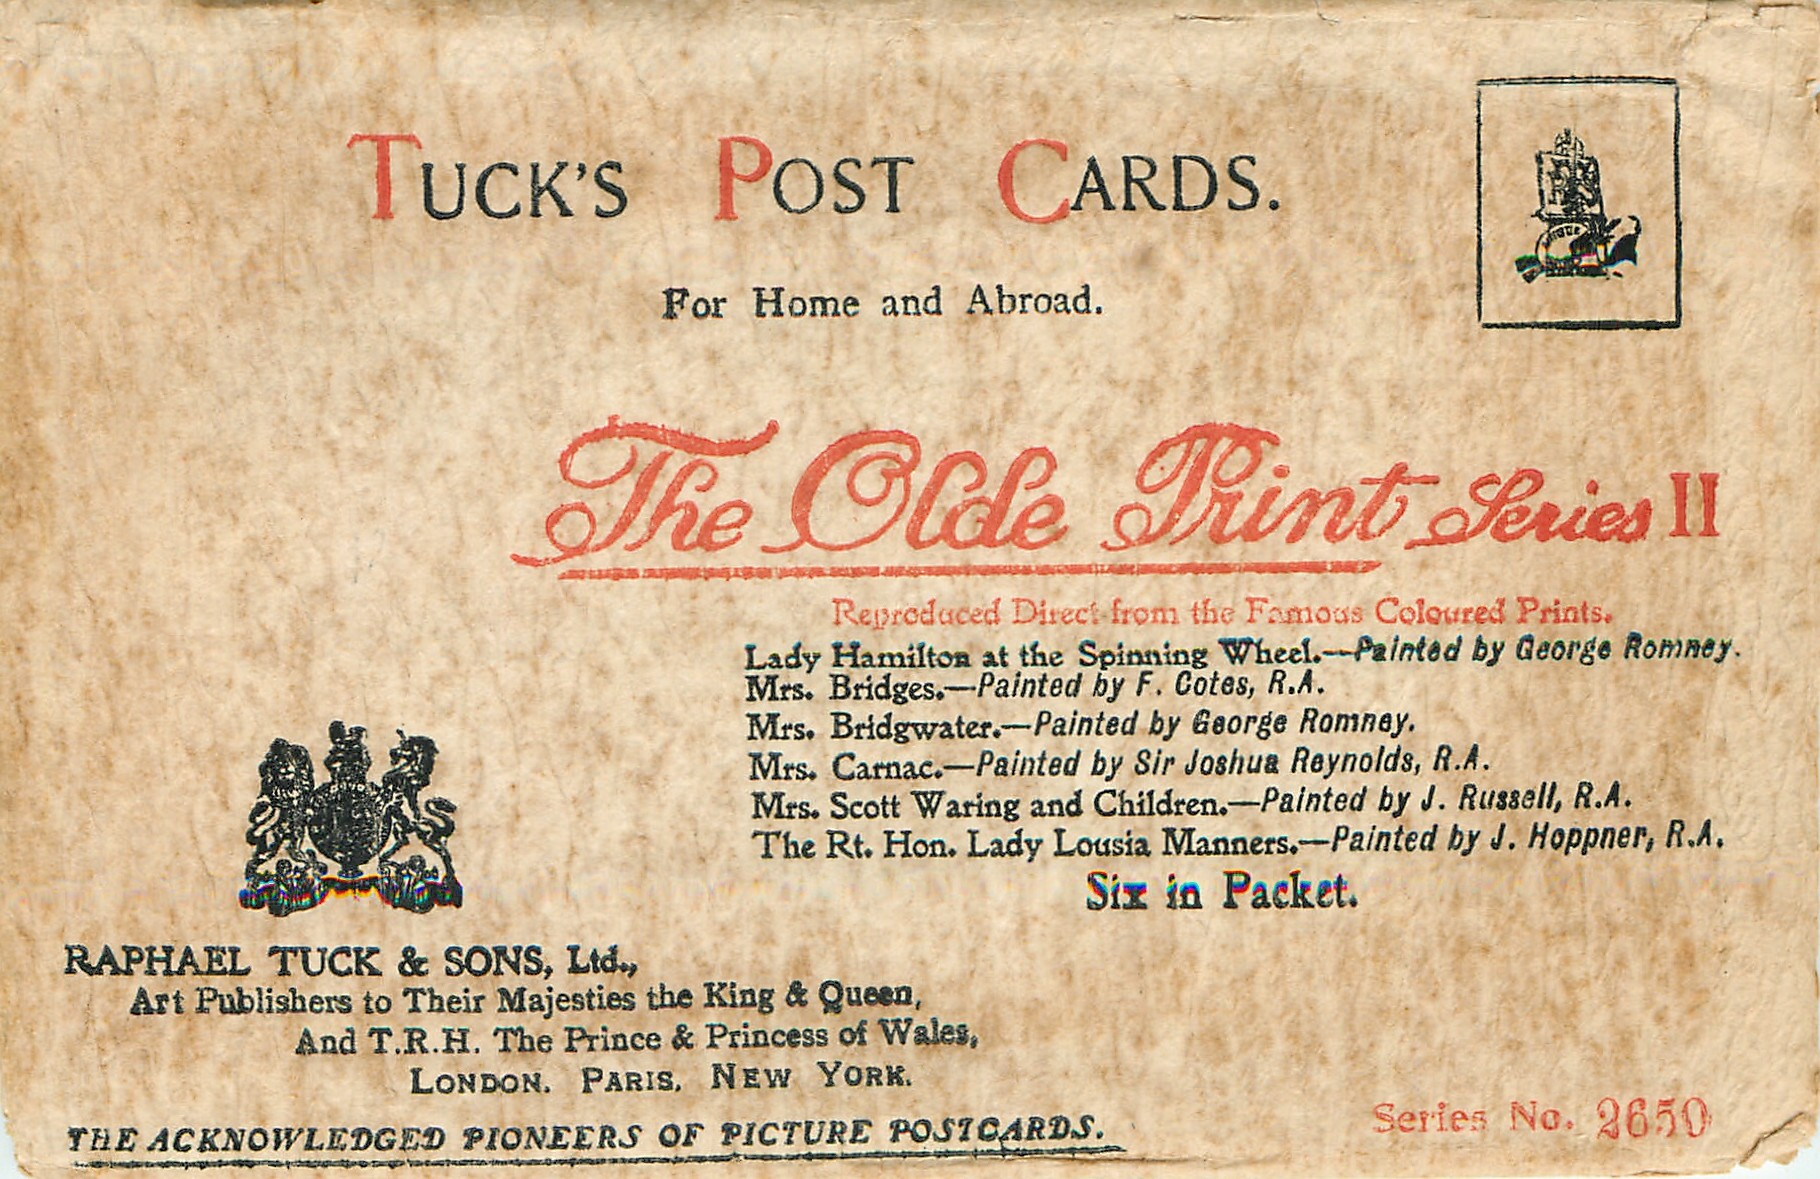 TUCK'S POST CARDS.
For Home and Abroad.
The Olde Print Series II
Reproduced Direct from the Famous Coloured Prints.
Lady Hamilton at the Spinning Wheel.—Painted by George Romney.
Mrs. Bridges.—Painted by F. Cotes, R.A.
Mrs. Bridgwater.—Painted by George Romney.
Mrs. Carnac.—Painted by Sir Joshua Reynolds, R.A.
Mrs. Scott Waring and Children.—Painted by J. Russell, R.A.
The Rt. Hon. Lady Lousia Manners.—Painted by J. Hoppner, R.A.
Six in Packet.
RAPHAEL TUCK & SONS, Ltd.,
Art Publishers to Their Majesties the King & Queen,
And T.R.H. The Prince & Princess of Wales,
LONDON. PARIS. NEW YORK.
THE ACKNOWLEDGED PIONEERS OF PICTURE POSTCARDS.
Series No. 2650